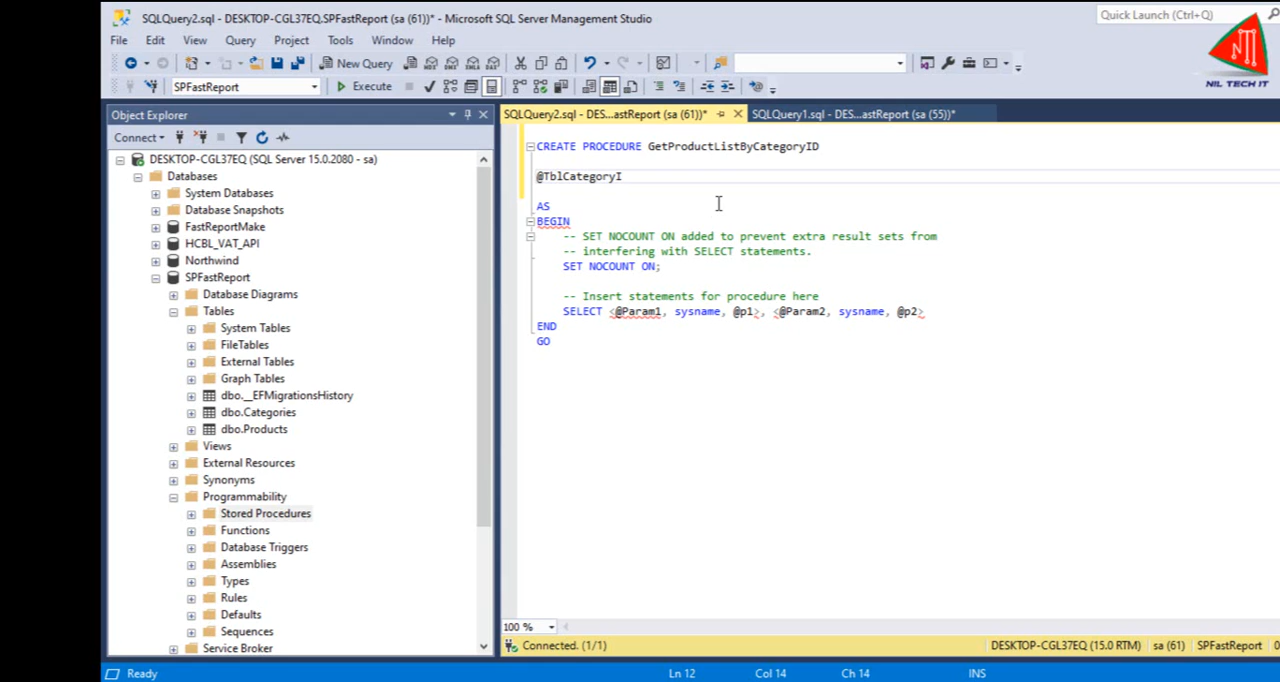 SQLQuery2.sql - DESKTOP-CGL37EQ.SPFastReport (sa (61))* - Microsoft SQL Server Management Studio
Quick Launch (Ctrl+Q)
File Edit View Query Project Tools Window Help
New Query
SPFastReport
Execute
NIL TECH IT
Object Explorer
SQLQuery2.sql - DES...astReport (sa (61))*
SQLQuery1.sql - DES...astReport (sa (55))*
Connect
DESKTOP-CGL37EQ (SQL Server 15.0.2080 - sa)
Databases
System Databases
Database Snapshots
FastReportMake
HCBL_VAT_API
Northwind
SPFastReport
Database Diagrams
Tables
System Tables
FileTables
External Tables
Graph Tables
dbo.__EFMigrationsHistory
dbo.Categories
dbo.Products
Views
External Resources
Synonyms
Programmability
Stored Procedures
Functions
Database Triggers
Assemblies
Types
Rules
Defaults
Sequences
Service Broker
CREATE PROCEDURE GetProductListByCategoryID
@TblCategoryI
AS
BEGIN
-- SET NOCOUNT ON added to prevent extra result sets from
-- interfering with SELECT statements.
SET NOCOUNT ON;
-- Insert statements for procedure here
SELECT <@Param1, sysname, @p1>, <@Param2, sysname, @p2>
END
GO
100 %
Connected. (1/1)
DESKTOP-CGL37EQ (15.0 RTM) sa (61) SPFastReport 0
Ready
Ln 12 Col 14 Ch 14 INS